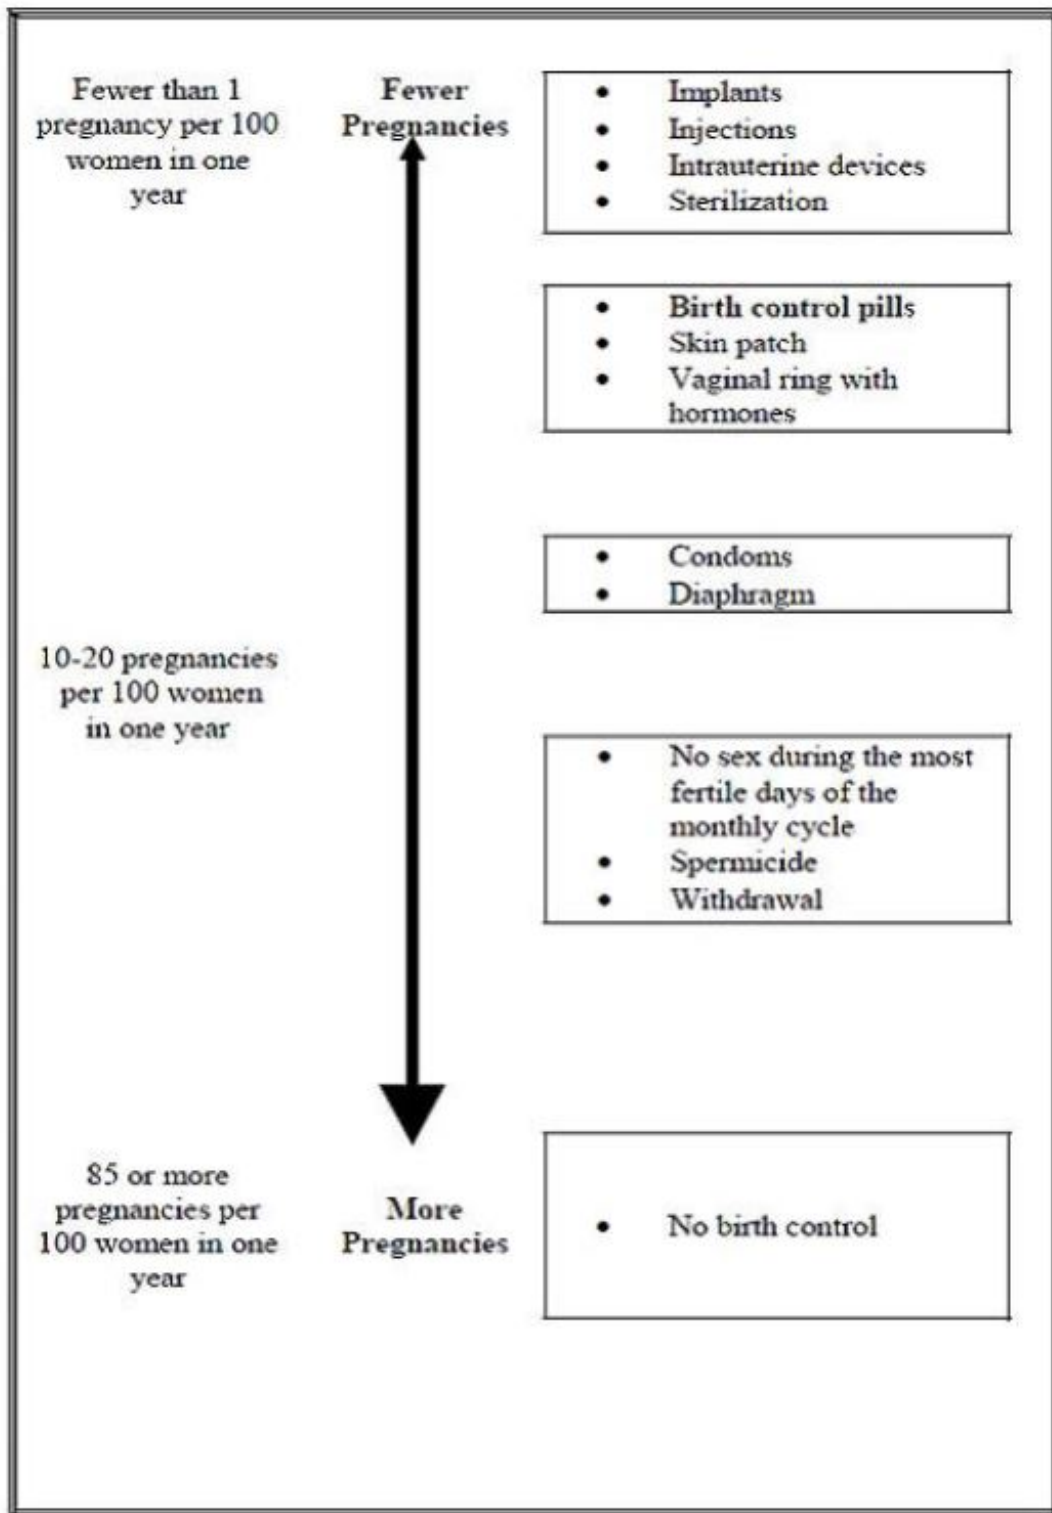 Fewer than 1
pregnancy per 100
women in one
year
Fewer
Pregnancies
• Implants
• Injections
• Intrauterine devices
• Sterilization
• Birth control pills
• Skin patch
• Vaginal ring with
hormones
• Condoms
• Diaphragm
10-20 pregnancies
per 100 women
in one year
• No sex during the most
fertile days of the
monthly cycle
• Spermicide
• Withdrawal
85 or more
pregnancies per
100 women in one
year
More
Pregnancies
• No birth control